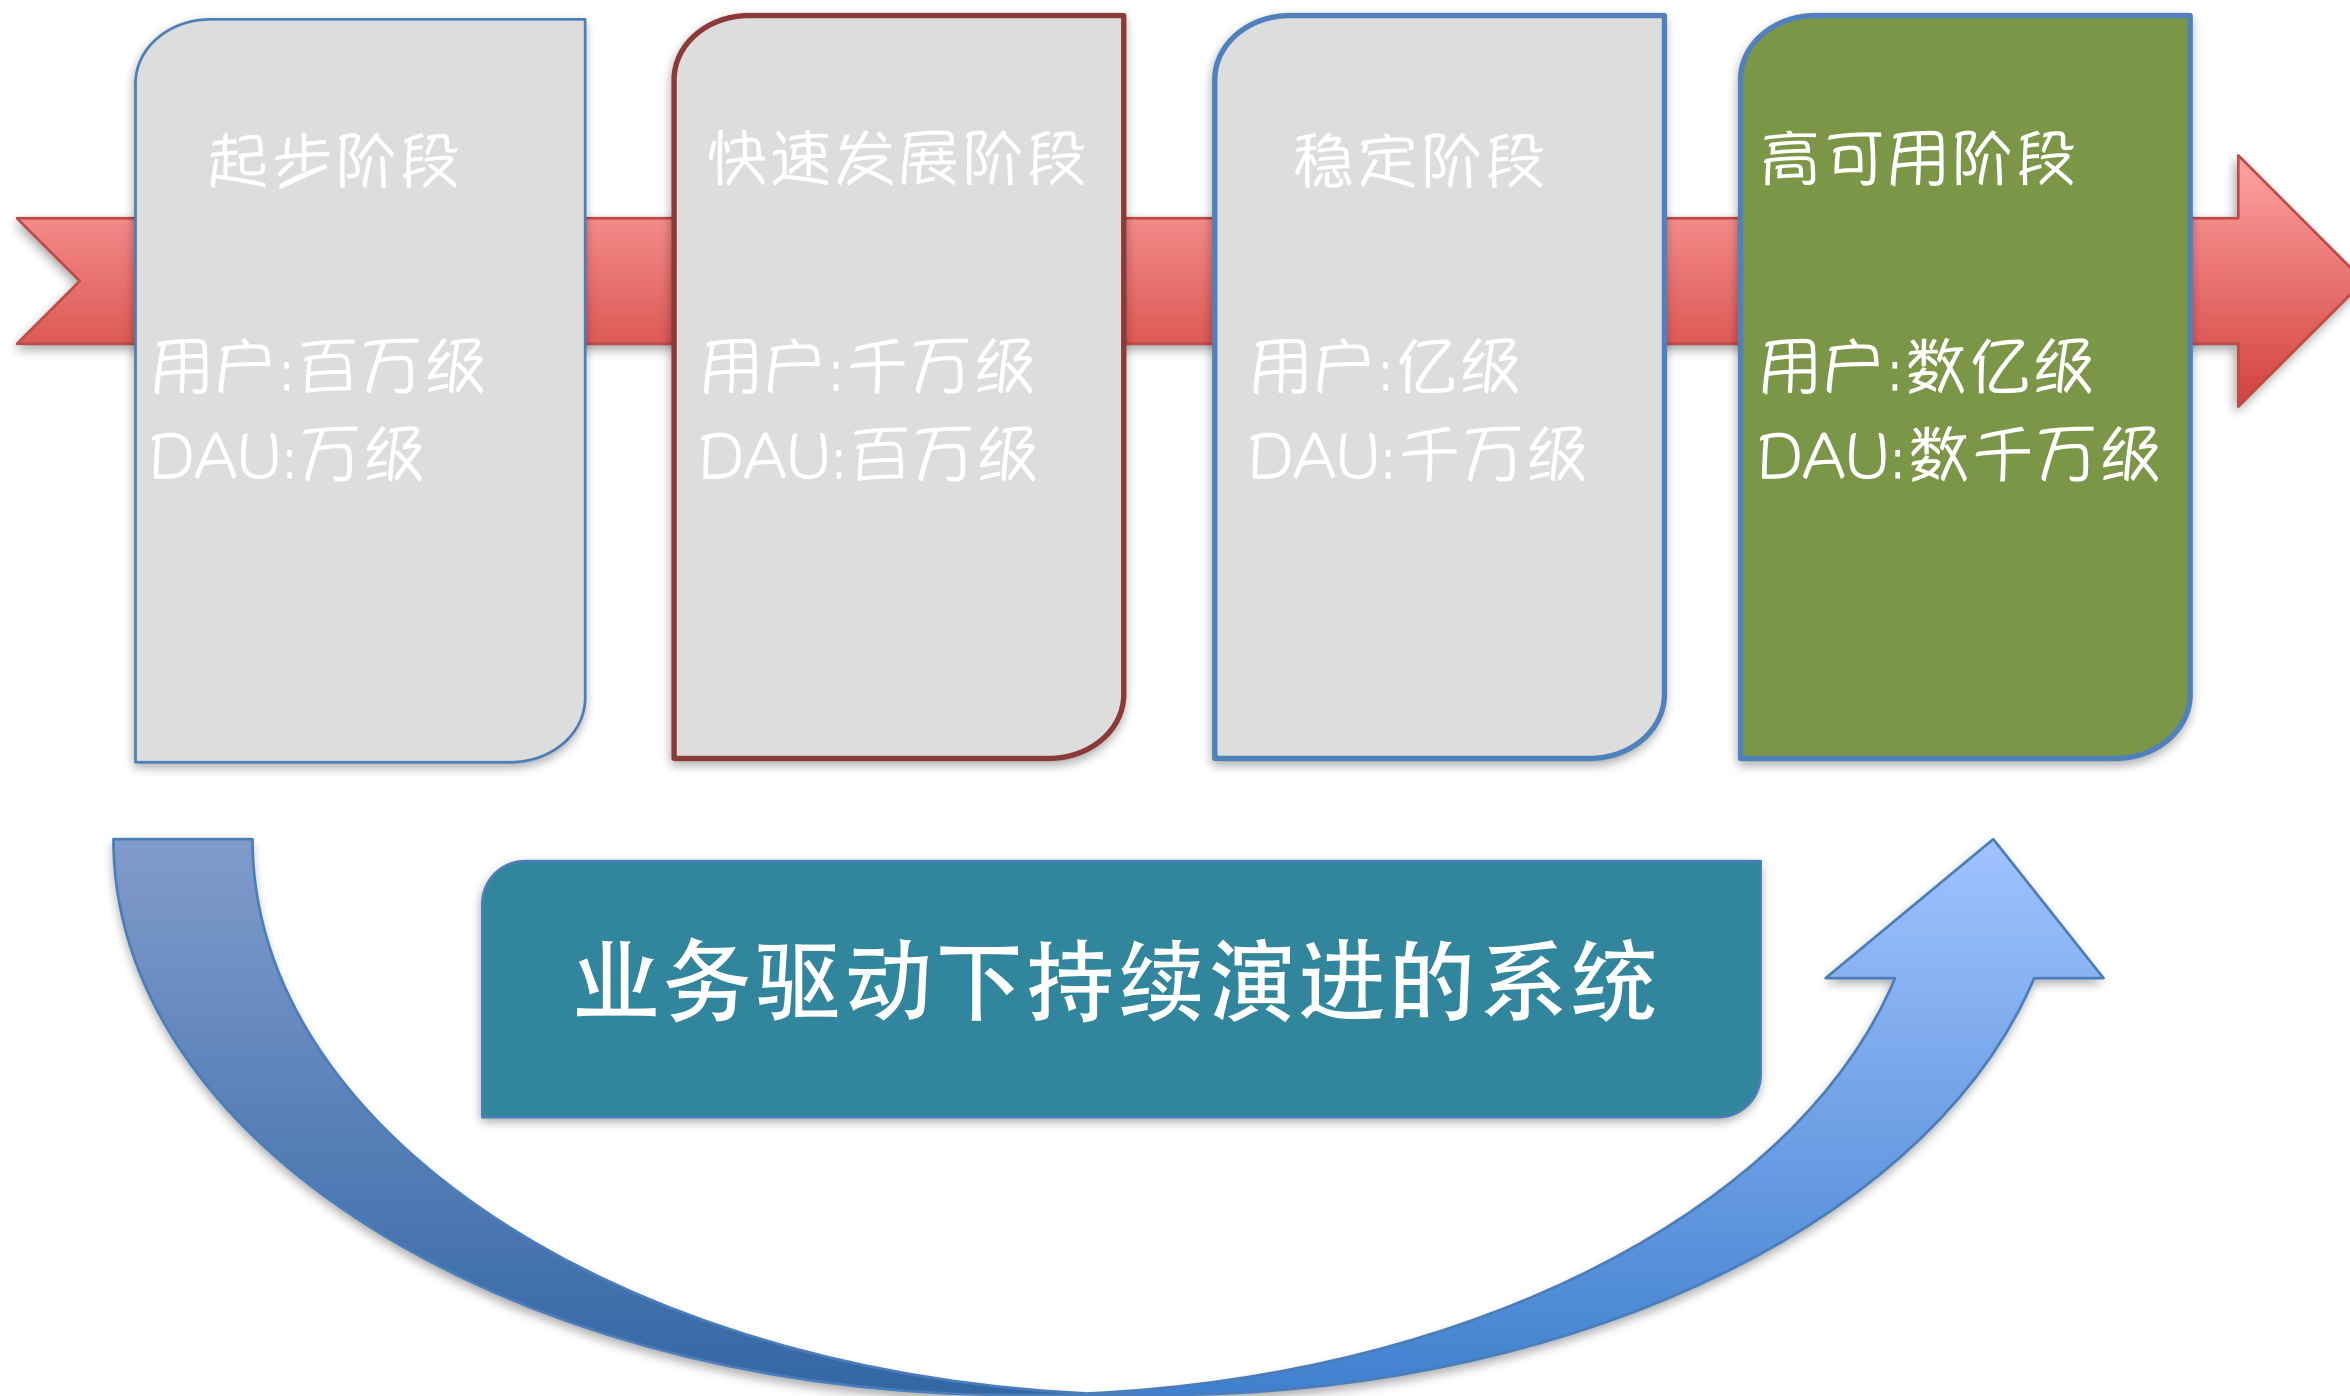 起步阶段
用户:百万级
DAU:万级
快速发展阶段
用户:千万级
DAU:百万级
稳定阶段
用户:亿级
DAU:千万级
高可用阶段
用户:数亿级
DAU:数千万级
业务驱动下持续演进的系统